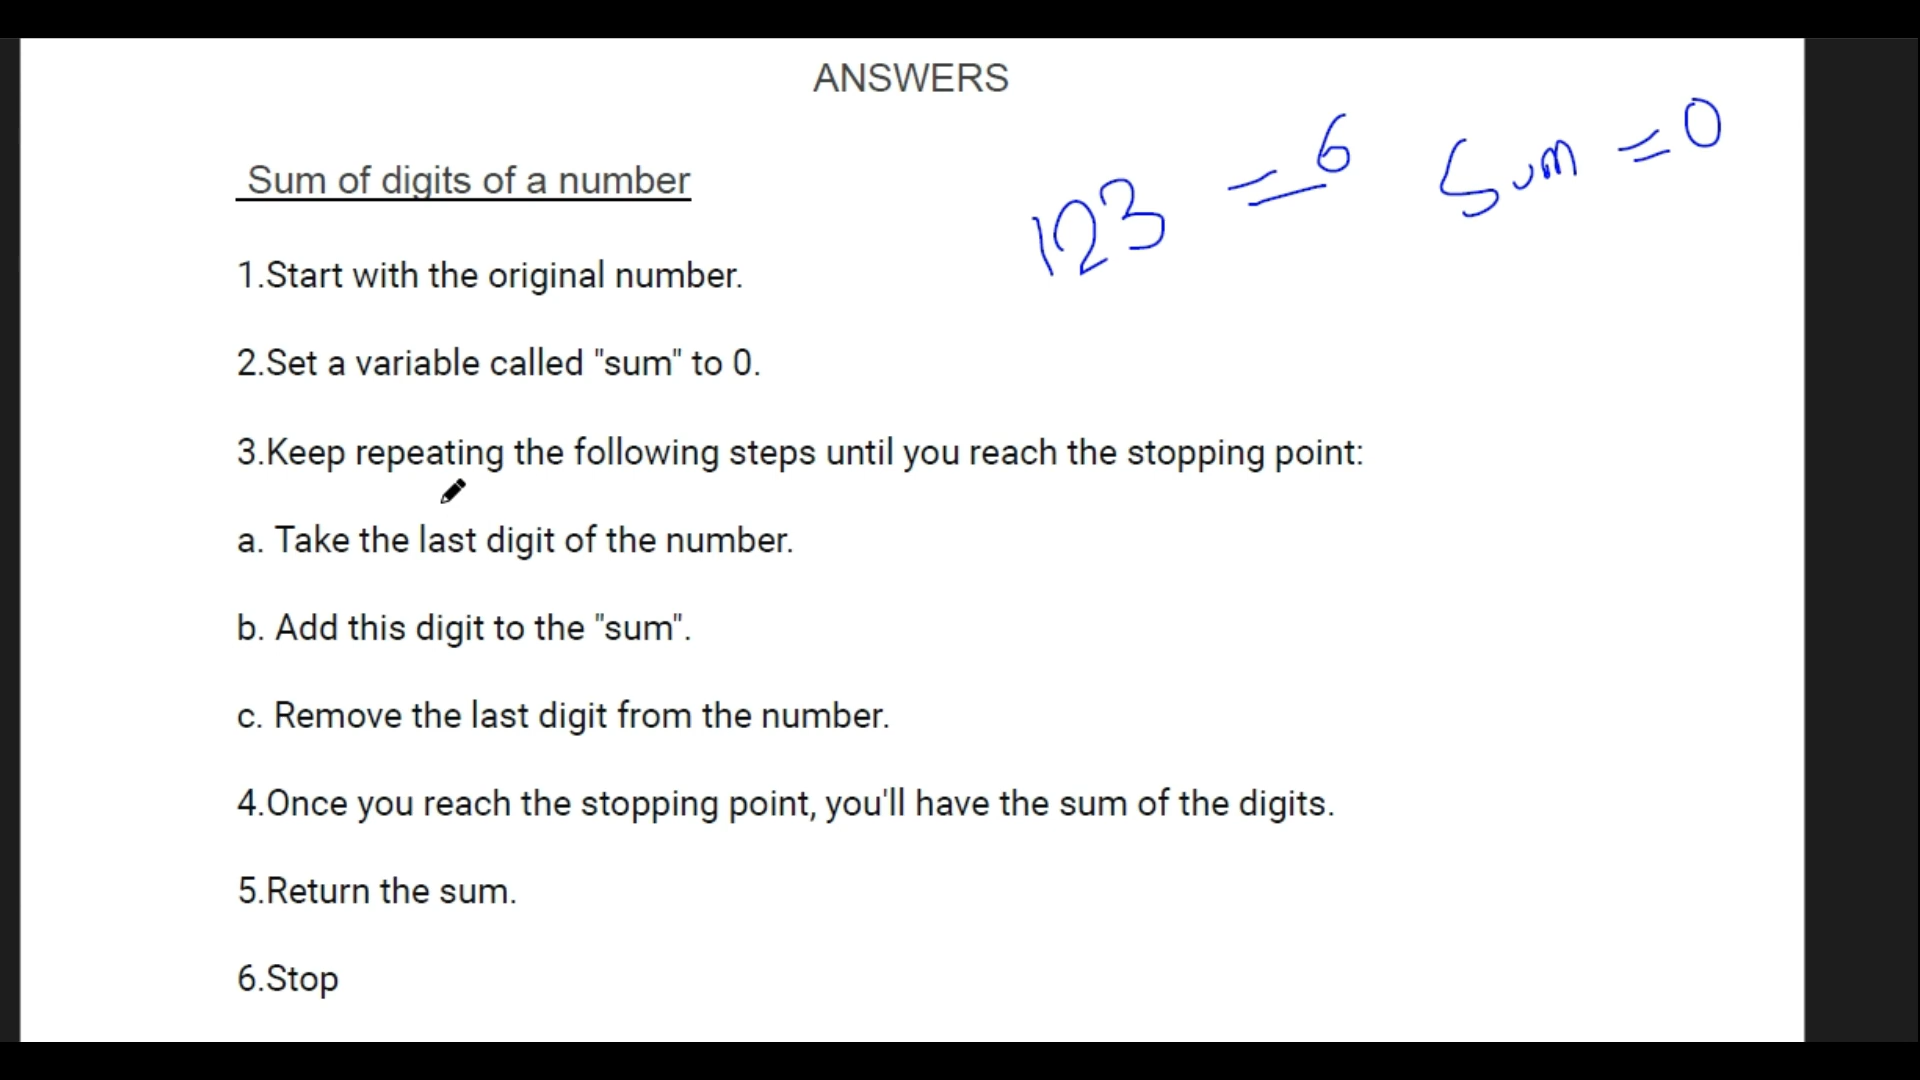 ANSWERS
123 = 6 Sum = 0
Sum of digits of a number
1.Start with the original number.
2.Set a variable called "sum" to 0.
3.Keep repeating the following steps until you reach the stopping point:
a. Take the last digit of the number.
b. Add this digit to the "sum".
c. Remove the last digit from the number.
4.Once you reach the stopping point, you'll have the sum of the digits.
5.Return the sum.
6.Stop